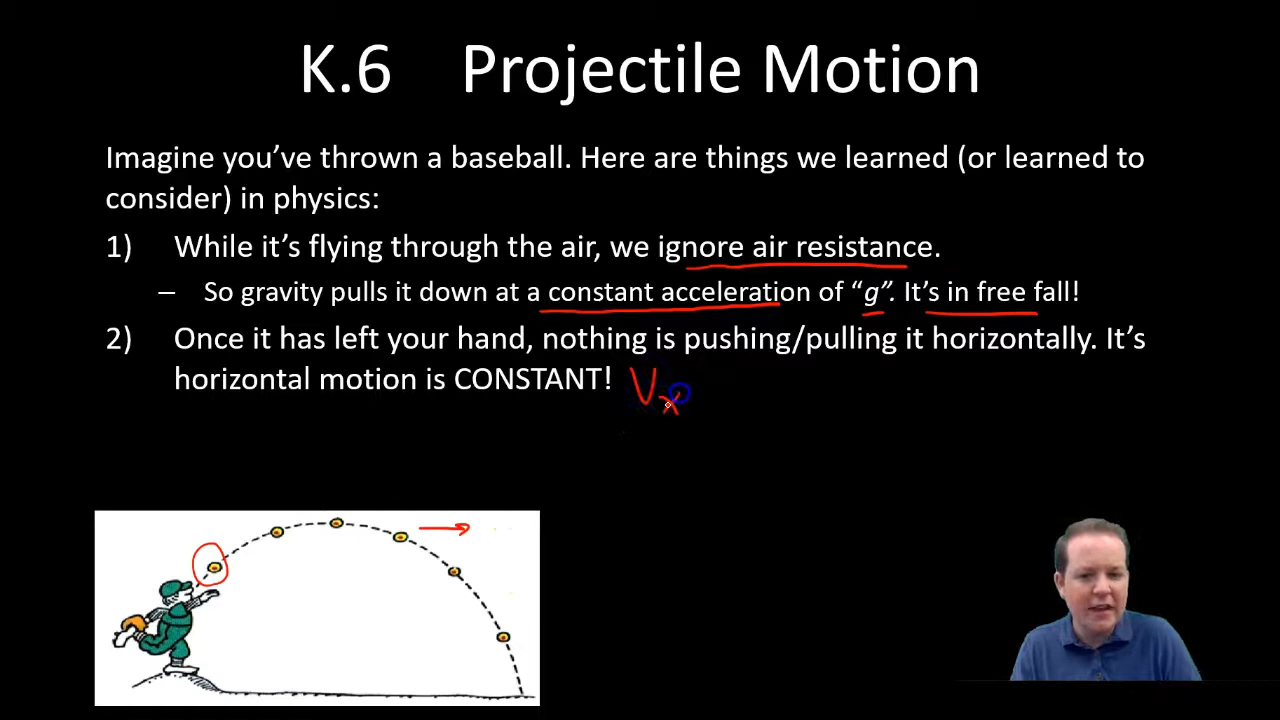 K.6 Projectile Motion
Imagine you've thrown a baseball. Here are things we learned (or learned to
consider) in physics:
1) While it's flying through the air, we ignore air resistance.
– So gravity pulls it down at a constant acceleration of “g”. It's in free fall!
2) Once it has left your hand, nothing is pushing/pulling it horizontally. It's
horizontal motion is CONSTANT! Vx